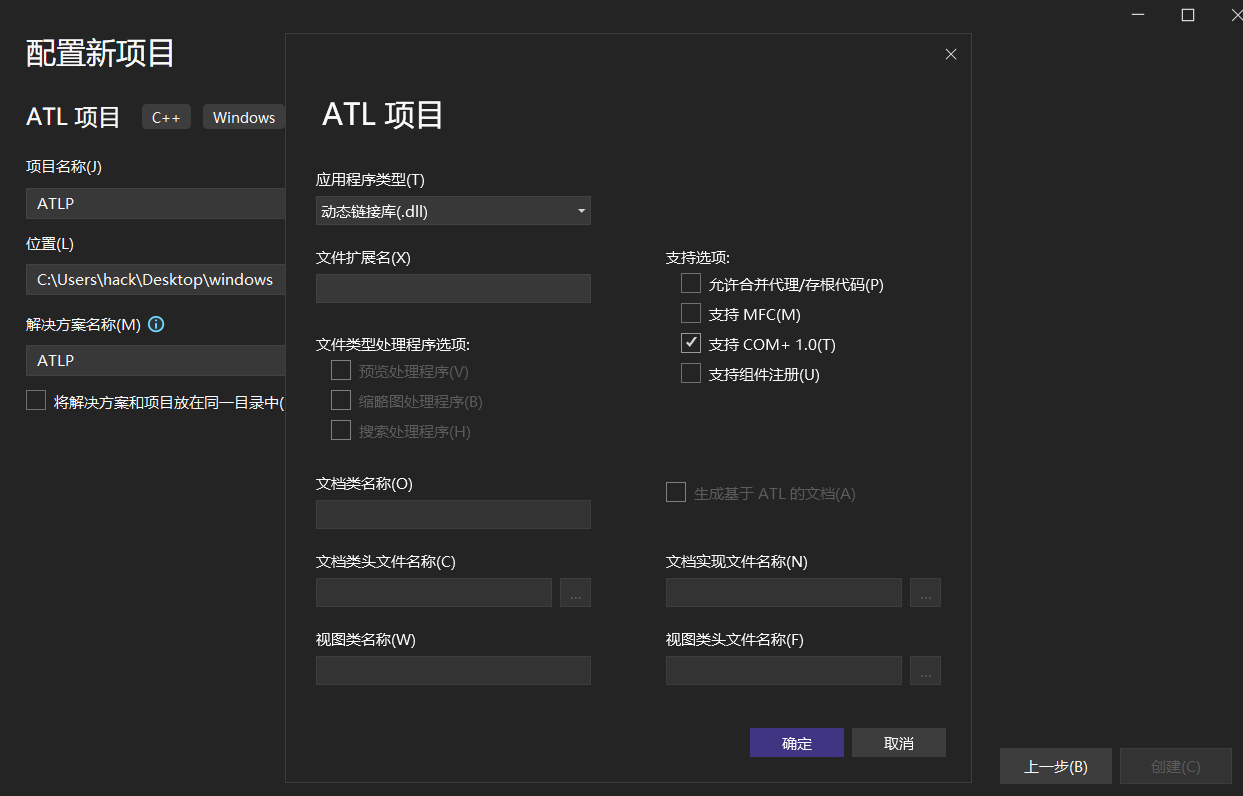 配置新项目
ATL 项目
C++
Windows
项目名称(J)
ATLP
位置(L)
C:\Users\hack\Desktop\windows
解决方案名称(M)
ATLP
将解决方案和项目放在同一目录中(
ATL 项目
应用程序类型(T)
动态链接库(.dll)
文件扩展名(X)
支持选项:
允许合并代理/存根代码(P)
支持 MFC(M)
支持 COM+ 1.0(T)
支持组件注册(U)
文件类型处理程序选项:
预览处理程序(V)
缩略图处理程序(B)
搜索处理程序(H)
文档类名称(O)
生成基于 ATL 的文档(A)
文档类头文件名称(C)
...
文档实现文件名称(N)
...
视图类名称(W)
视图类头文件名称(F)
...
确定
取消
上一步(B)
创建(C)